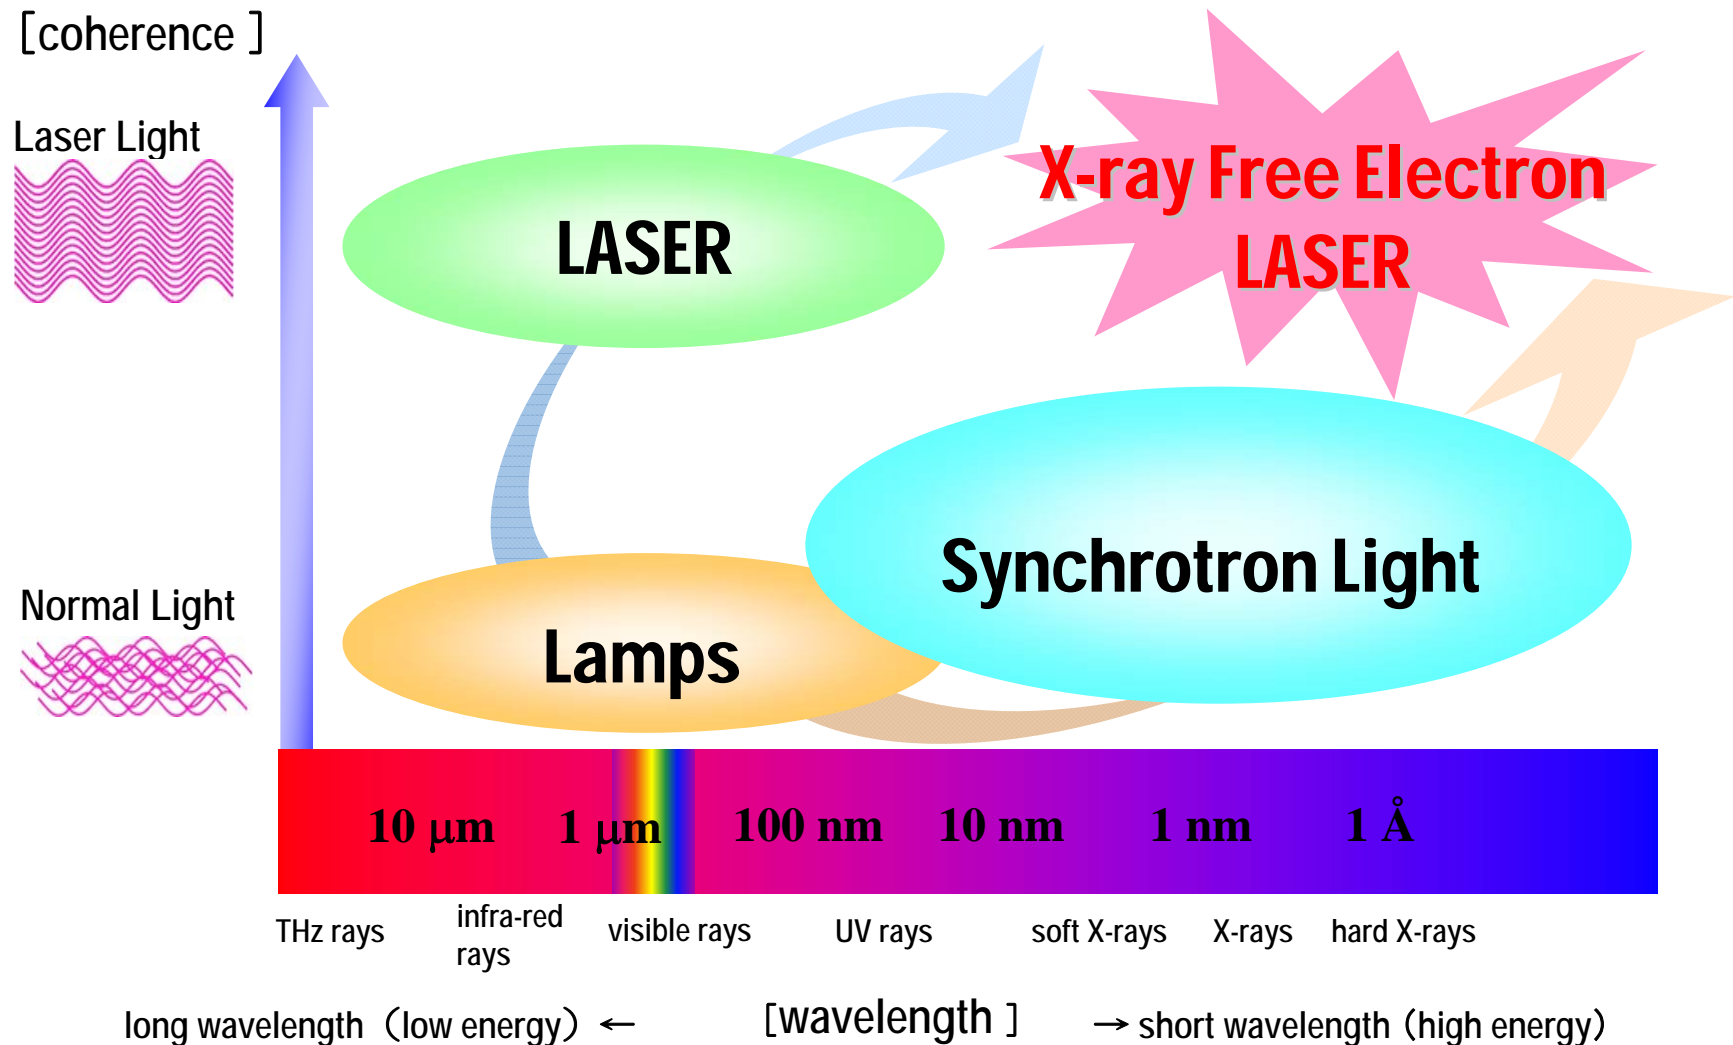 [coherence ]
Laser Light
X-ray Free Electron
LASER
LASER
Synchrotron Light
Normal Light
Lamps
10 μm 1 μm 100 nm 10 nm 1 nm 1 Å
THz rays
infra-red
rays
visible rays
UV rays
soft X-rays
X-rays
hard X-rays
long wavelength (low energy) ← [wavelength ] → short wavelength (high energy)